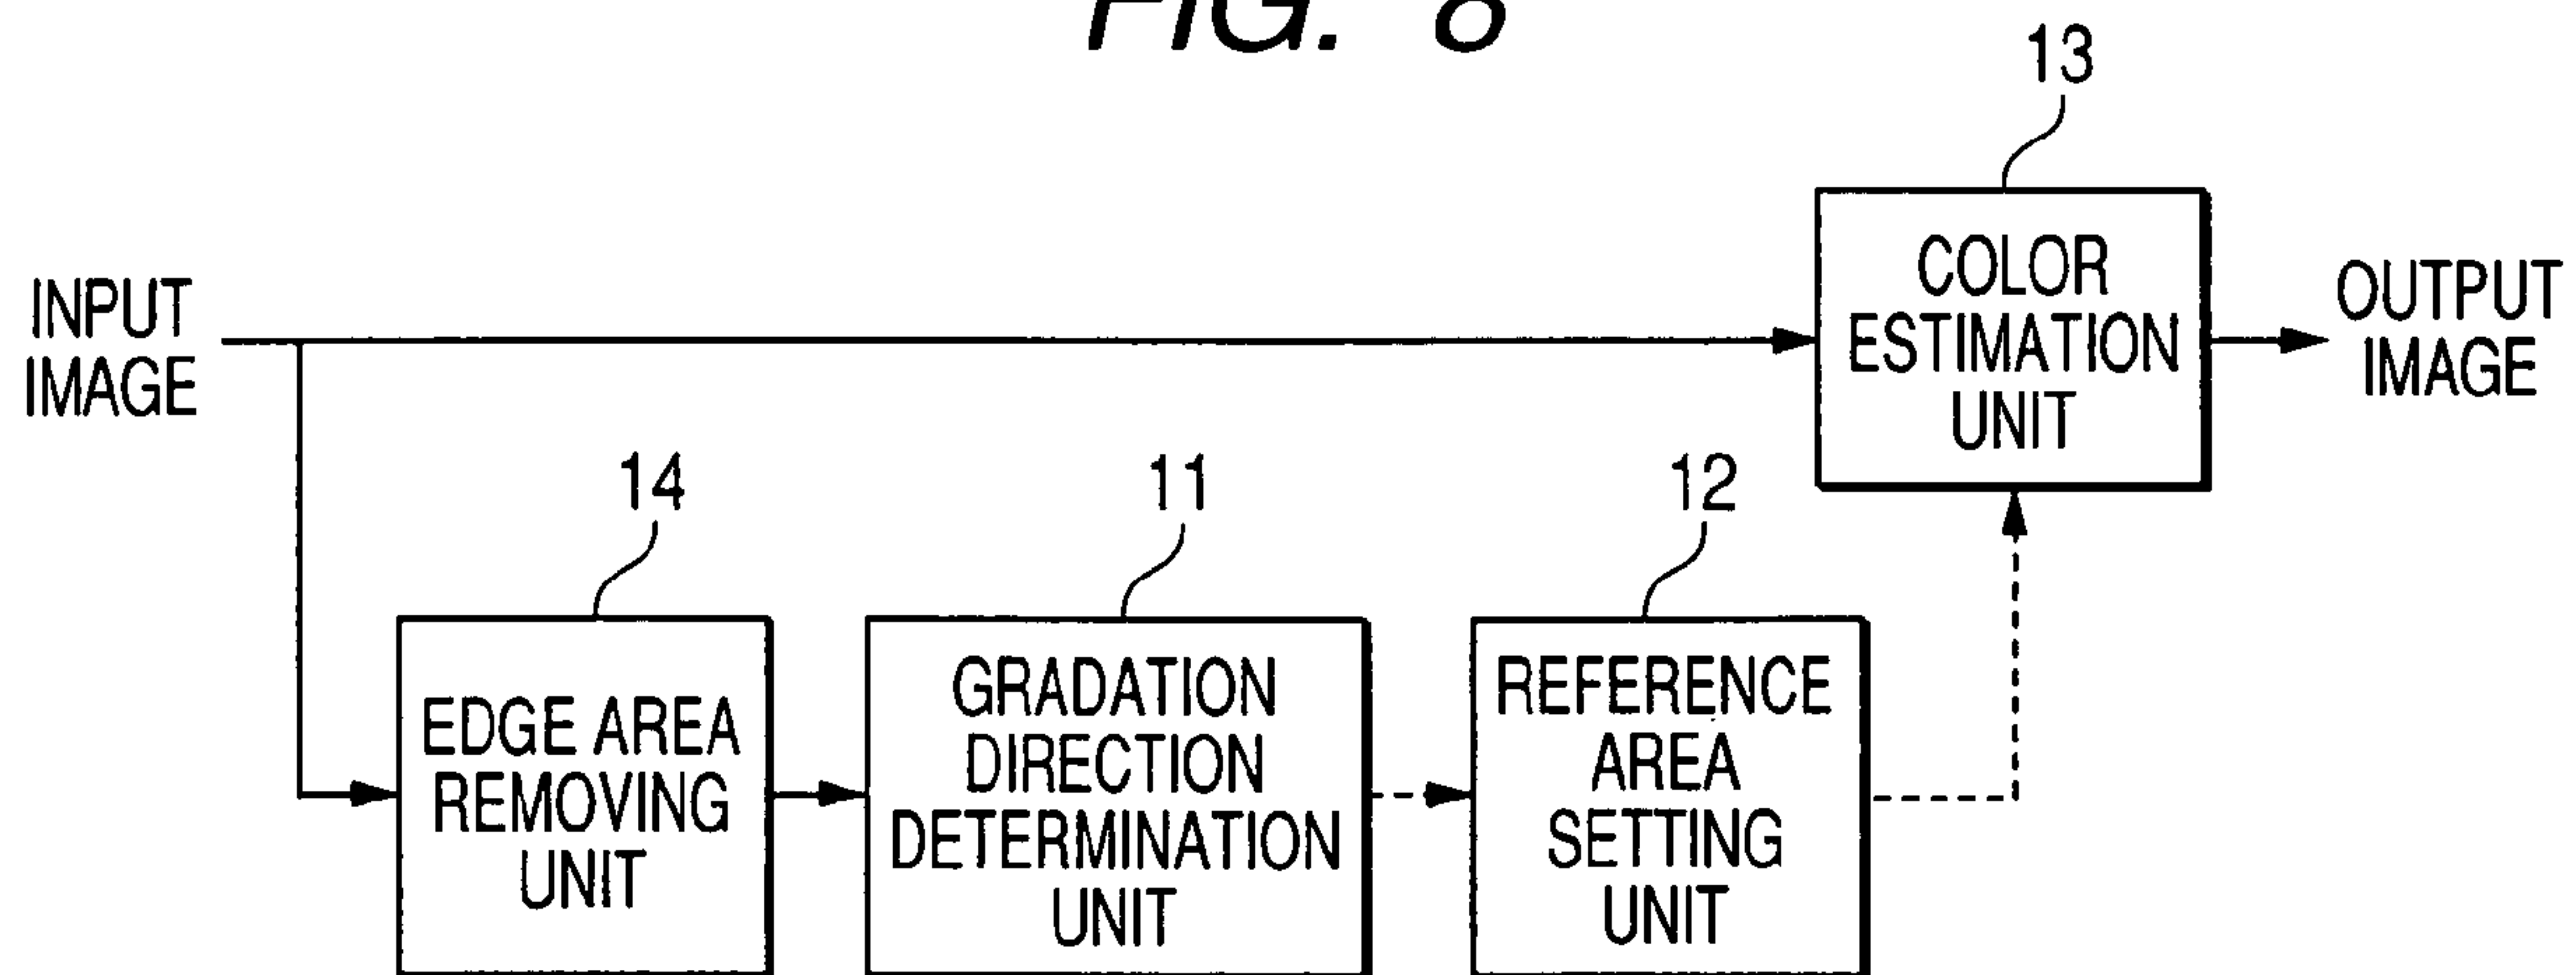 FIG. 8
13
INPUT
IMAGE
COLOR
ESTIMATION
UNIT
OUTPUT
IMAGE
14
11
12
EDGE AREA
REMOVING
UNIT
GRADATION
DIRECTION
DETERMINATION
UNIT
REFERENCE
AREA
SETTING
UNIT